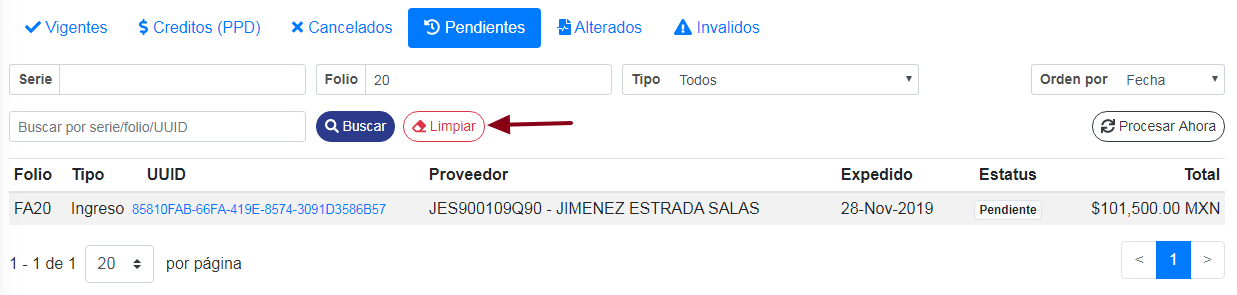 Vigentes Creditos (PPD) Cancelados Pendientes Alterados Invalidos
Serie Folio 20 Tipo Todos Orden por Fecha
Buscar por serie/folio/UUID Buscar Limpiar Procesar Ahora
Folio Tipo UUID Proveedor Expedido Estatus Total
FA20 Ingreso 85810FAB-66FA-419E-8574-3091D3586B57 JES900109Q90 - JIMENEZ ESTRADA SALAS 28-Nov-2019 Pendiente $101,500.00 MXN
1 - 1 de 1 20 por página < 1 >